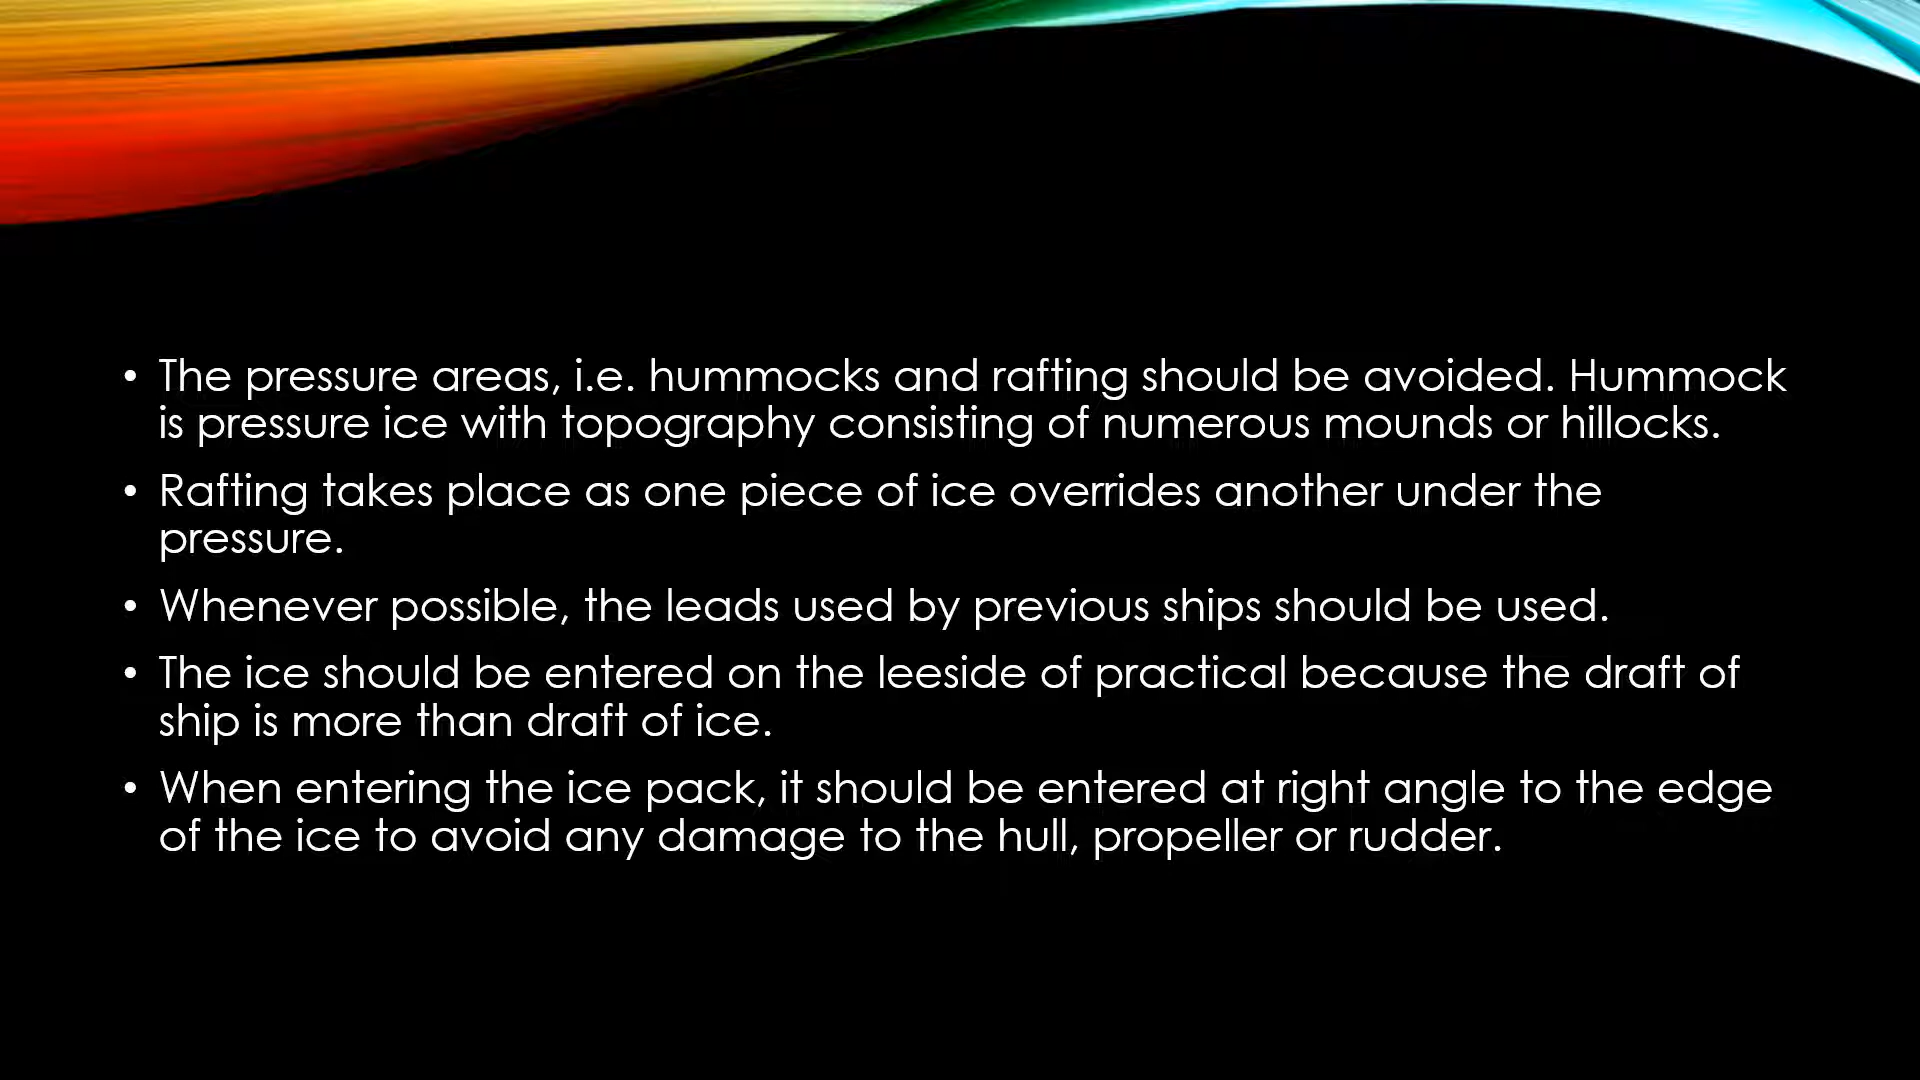 • The pressure areas, i.e. hummocks and rafting should be avoided. Hummock
is pressure ice with topography consisting of numerous mounds or hillocks.
• Rafting takes place as one piece of ice overrides another under the
pressure.
• Whenever possible, the leads used by previous ships should be used.
• The ice should be entered on the leeside of practical because the draft of
ship is more than draft of ice.
• When entering the ice pack, it should be entered at right angle to the edge
of the ice to avoid any damage to the hull, propeller or rudder.